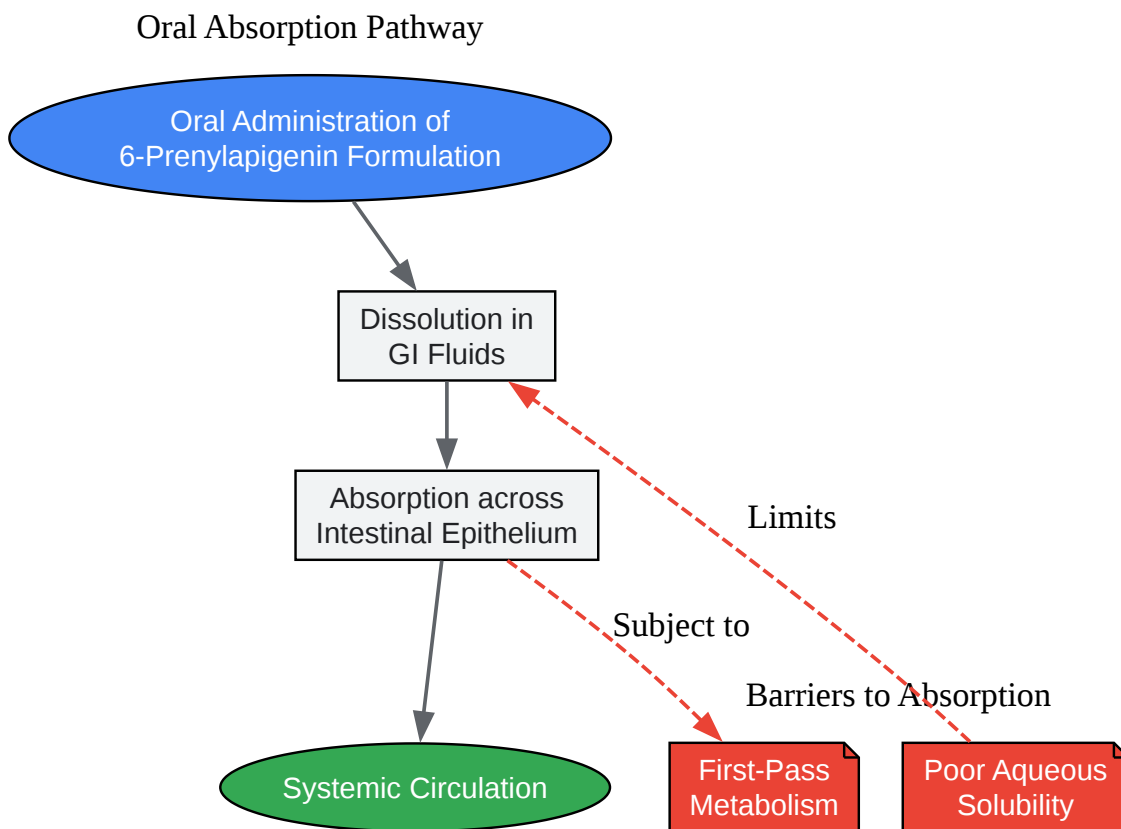 Oral Absorption Pathway
Oral Administration of
6-Prenylapigenin Formulation
Dissolution in
GI Fluids
Absorption across
Intestinal Epithelium
Limits
Subject to
Barriers to Absorption
Systemic Circulation
First-Pass
Metabolism
Poor Aqueous
Solubility